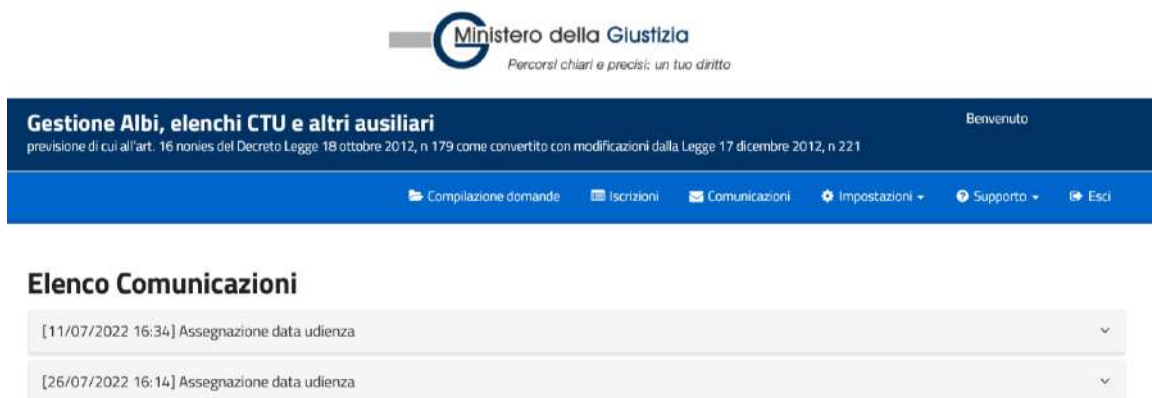 Ministero della Giustizia
Percorsi chiari e precisi: un tuo diritto
Gestione Albi, elenchi CTU e altri ausiliari
Benvenuto
previsione di cui all'art. 16 nonies del Decreto Legge 18 ottobre 2012, n 179 come convertito con modificazioni dalla Legge 17 dicembre 2012, n 221
Compilazione domande Iscrizioni Comunicazioni Impostazioni Supporto Esci
Elenco Comunicazioni
[11/07/2022 16:34] Assegnazione data udienza
[26/07/2022 16:14] Assegnazione data udienza